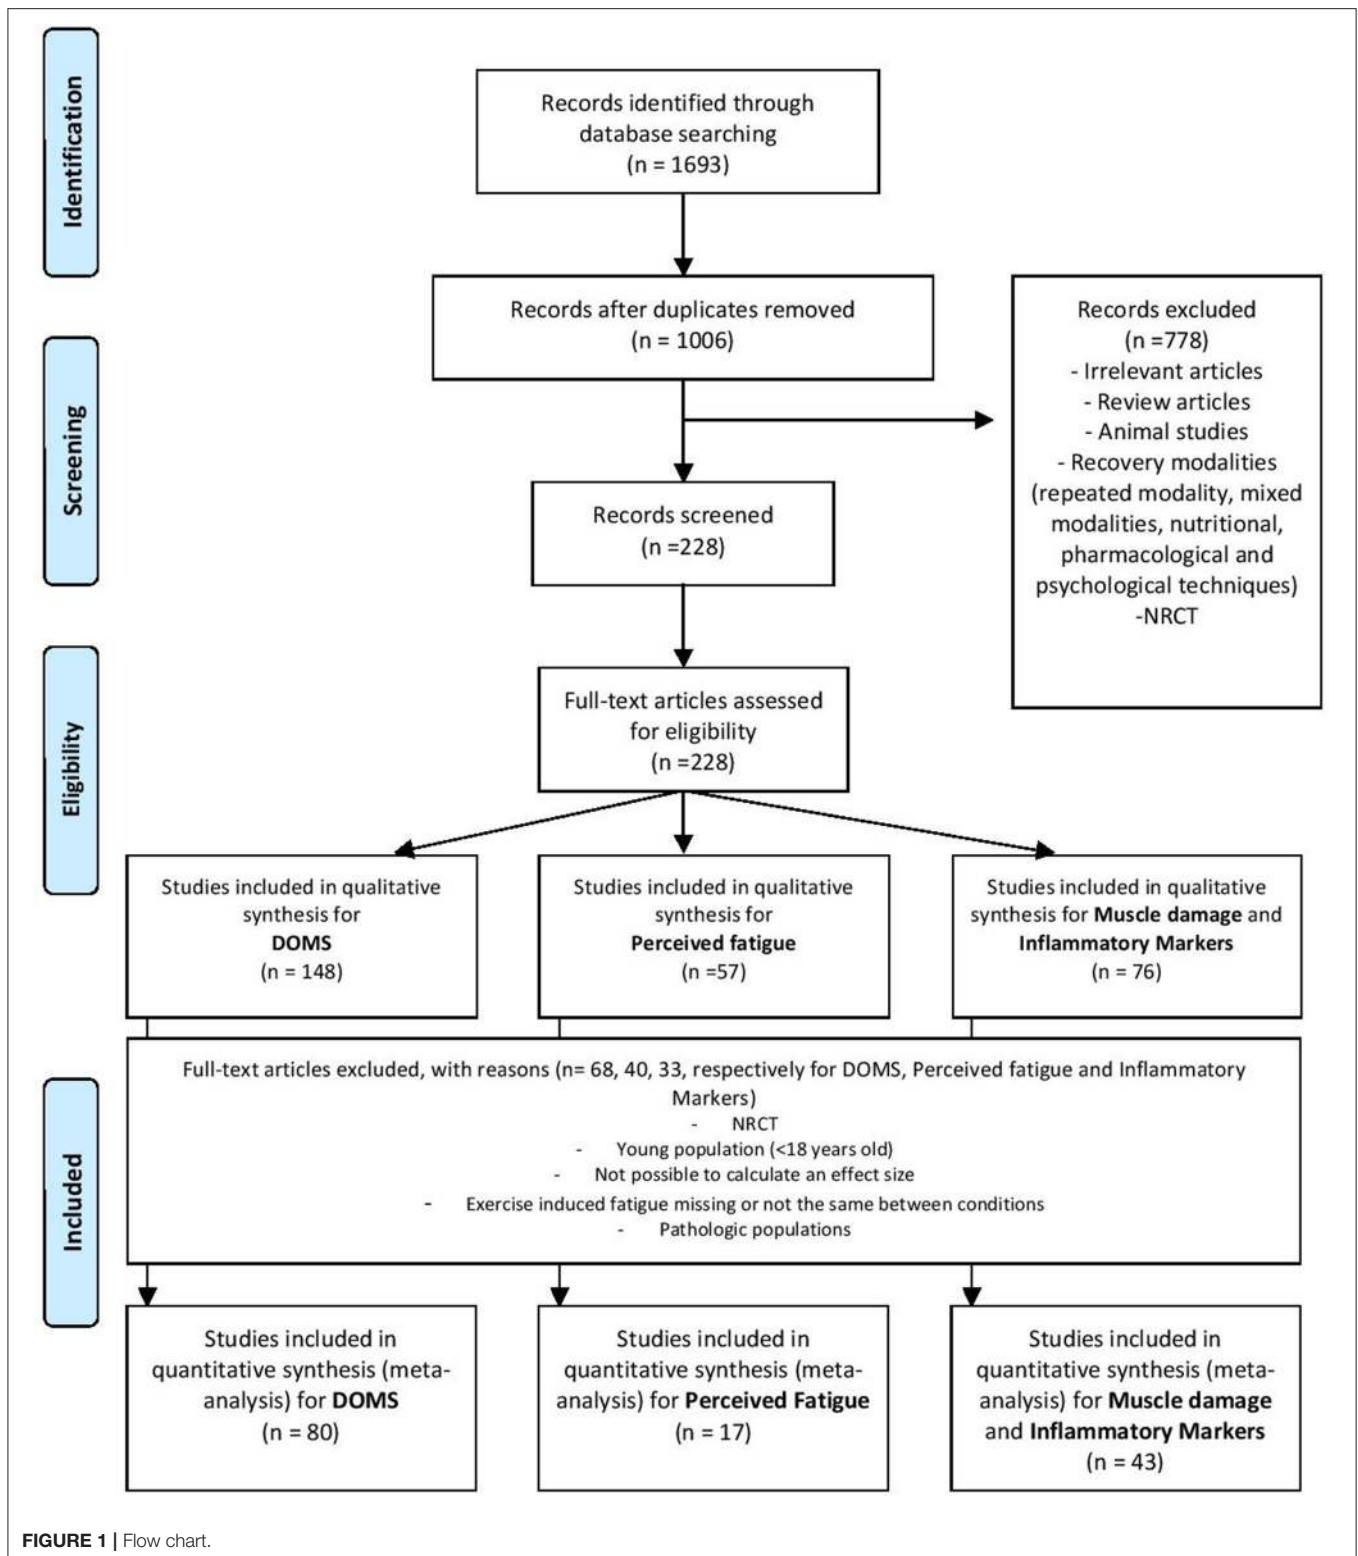 Identification
Records identified through
database searching
(n = 1693)
Records after duplicates removed
(n = 1006)
Records excluded
(n =778)
- Irrelevant articles
- Review articles
- Animal studies
- Recovery modalities
(repeated modality, mixed
modalities, nutritional,
pharmacological and
psychological techniques)
-NRCT
Screening
Records screened
(n =228)
Eligibility
Full-text articles assessed
for eligibility
(n =228)
Studies included in qualitative
synthesis for
DOMS
(n = 148)
Studies included in qualitative
synthesis for
Perceived fatigue
(n =57)
Studies included in qualitative
synthesis for Muscle damage and
Inflammatory Markers
(n = 76)
Included
Full-text articles excluded, with reasons (n= 68, 40, 33, respectively for DOMS, Perceived fatigue and Inflammatory
Markers)
- NRCT
- Young population (<18 years old)
- Not possible to calculate an effect size
- Exercise induced fatigue missing or not the same between conditions
- Pathologic populations
Studies included in
quantitative synthesis (meta-
analysis) for DOMS
(n = 80)
Studies included in
quantitative synthesis (meta-
analysis) for Perceived Fatigue
(n = 17)
Studies included in
quantitative synthesis (meta-
analysis) for Muscle damage
and Inflammatory Markers
(n = 43)
FIGURE 1 | Flow chart.